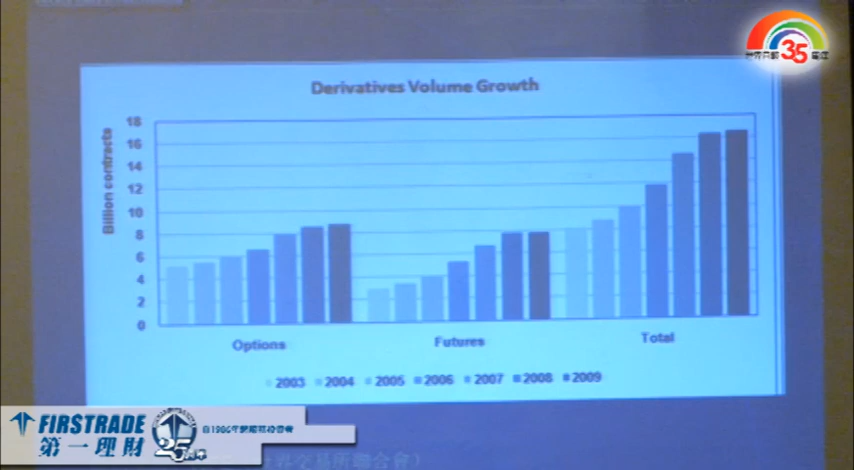 Derivatives Volume Growth
Billion contracts
18
16
14
12
10
8
6
4
2
0
Options
Futures
Total
2003
2004
2005
2006
2007
2008
2009
35
FIRSTRADE
第一理財
25